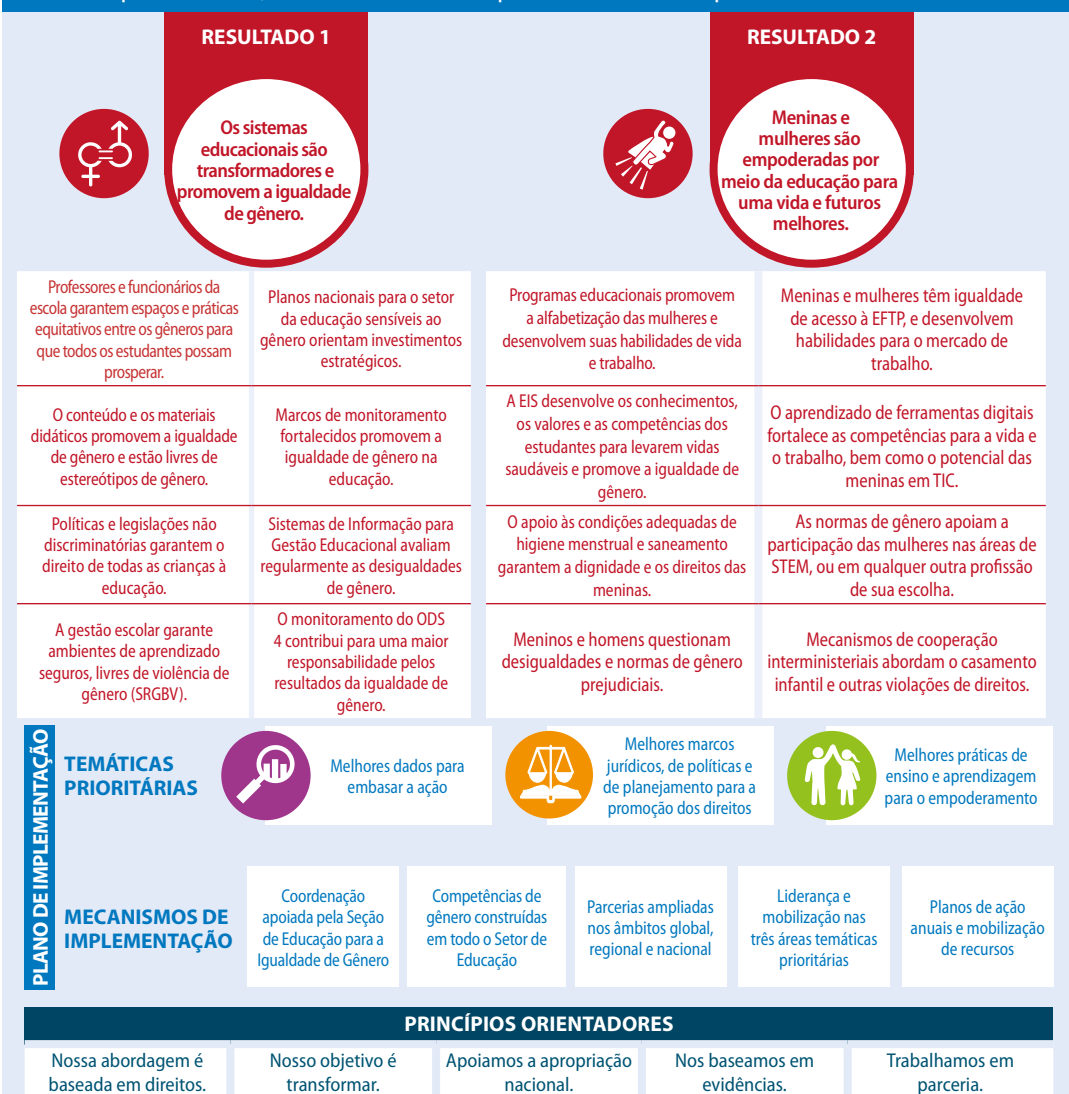 RESULTADO 1
Os sistemas
educacionais são
transformadores e
promovem a igualdade
de gênero.
RESULTADO 2
Meninas e
mulheres são
empoderadas por
meio da educação para
uma vida e futuros
melhores.
Professores e funcionários da
escola garantem espaços e práticas
equitativos entre os gêneros para
que todos os estudantes possam
prosperar.
Planos nacionais para o setor
da educação sensíveis ao
gênero orientam investimentos
estratégicos.
Programas educacionais promovem
a alfabetização das mulheres e
desenvolvem suas habilidades de vida
e trabalho.
Meninas e mulheres têm igualdade
de acesso à EFTP, e desenvolvem
habilidades para o mercado de
trabalho.
O conteúdo e os materiais
didáticos promovem a igualdade
de gênero e estão livres de
estereótipos de gênero.
Marcos de monitoramento
fortalecidos promovem a
igualdade de gênero na
educação.
A EIS desenvolve os conhecimentos,
os valores e as competências dos
estudantes para levarem vidas
saudáveis e promove a igualdade de
gênero.
O aprendizado de ferramentas digitais
fortalece as competências para a vida e
o trabalho, bem como o potencial das
meninas em TIC.
Políticas e legislações não
discriminatórias garantem o
direito de todas as crianças à
educação.
Sistemas de Informação para
Gestão Educacional avaliam
regularmente as desigualdades
de gênero.
O apoio às condições adequadas de
higiene menstrual e saneamento
garantem a dignidade e os direitos das
meninas.
As normas de gênero apoiam a
participação das mulheres nas áreas de
STEM, ou em qualquer outra profissão
de sua escolha.
A gestão escolar garante
ambientes de aprendizado
seguros, livres de violência de
gênero (SRGBV).
O monitoramento do ODS
4 contribui para uma maior
responsabilidade pelos
resultados da igualdade de
gênero.
Meninos e homens questionam
desigualdades e normas de gênero
prejudiciais.
Mecanismos de cooperação
interministeriais abordam o casamento
infantil e outras violações de direitos.
PLANO DE IMPLEMENTAÇÃO
TEMÁTICAS
PRIORITÁRIAS
Melhores dados para
embasar a ação
Melhores marcos
jurídicos, de políticas e
de planejamento para a
promoção dos direitos
Melhores práticas de
ensino e aprendizagem
para o empoderamento
MECANISMOS DE
IMPLEMENTAÇÃO
Coordenação
apoiada pela Seção
de Educação para a
Igualdade de Gênero
Competências de
gênero construídas
em todo o Setor de
Educação
Parcerias ampliadas
nos âmbitos global,
regional e nacional
Liderança e
mobilização nas
três áreas temáticas
prioritárias
Planos de ação
anuais e mobilização
de recursos
PRINCÍPIOS ORIENTADORES
Nossa abordagem é
baseada em direitos.
Nosso objetivo é
transformar.
Apoiamos a apropriação
nacional.
Nos baseamos em
evidências.
Trabalhamos em
parceria.